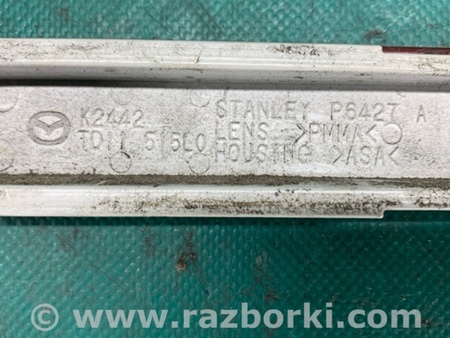 K2442
TD11 515L0
STANLEY P6427 A
LENS >PMMA<
HOUSING >ASA<
© www.razborki.com